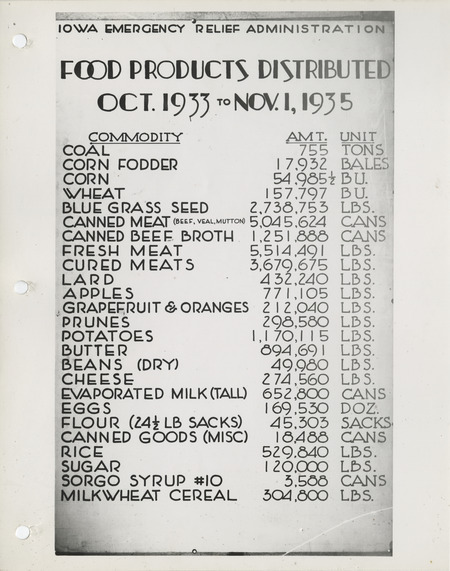 IOWA EMERGENCY RELIEF ADMINISTRATION
FOOD PRODUCTS DISTRIBUTED
OCT. 1933 TO NOV. 1, 1935
COMMODITY AMT. UNIT
COAL 755 TONS
CORN FODDER 17,932 BALES
CORN 54,985½ BU.
WHEAT 157,797 BU.
BLUE GRASS SEED 2,738,753 LBS.
CANNED MEAT (BEEF, VEAL, MUTTON) 5,045,624 CANS
CANNED BEEF BROTH 1,251,888 CANS
FRESH MEAT 5,514,491 LBS.
CURED MEATS 3,679,675 LBS.
LARD 432,240 LBS.
APPLES 771,105 LBS.
GRAPEFRUIT & ORANGES 212,040 LBS.
PRUNES 298,580 LBS.
POTATOES 1,170,115 LBS.
BUTTER 894,691 LBS.
BEANS (DRY) 49,980 LBS.
CHEESE 274,560 LBS.
EVAPORATED MILK (TALL) 652,800 CANS
EGGS 169,530 DOZ.
FLOUR (24½ LB SACKS) 45,303 SACKS
CANNED GOODS (MISC) 18,488 CANS
RICE 529,840 LBS.
SUGAR 120,000 LBS.
SORGO SYRUP #10 3,588 CANS
MILKWHEAT CEREAL 304,800 LBS.